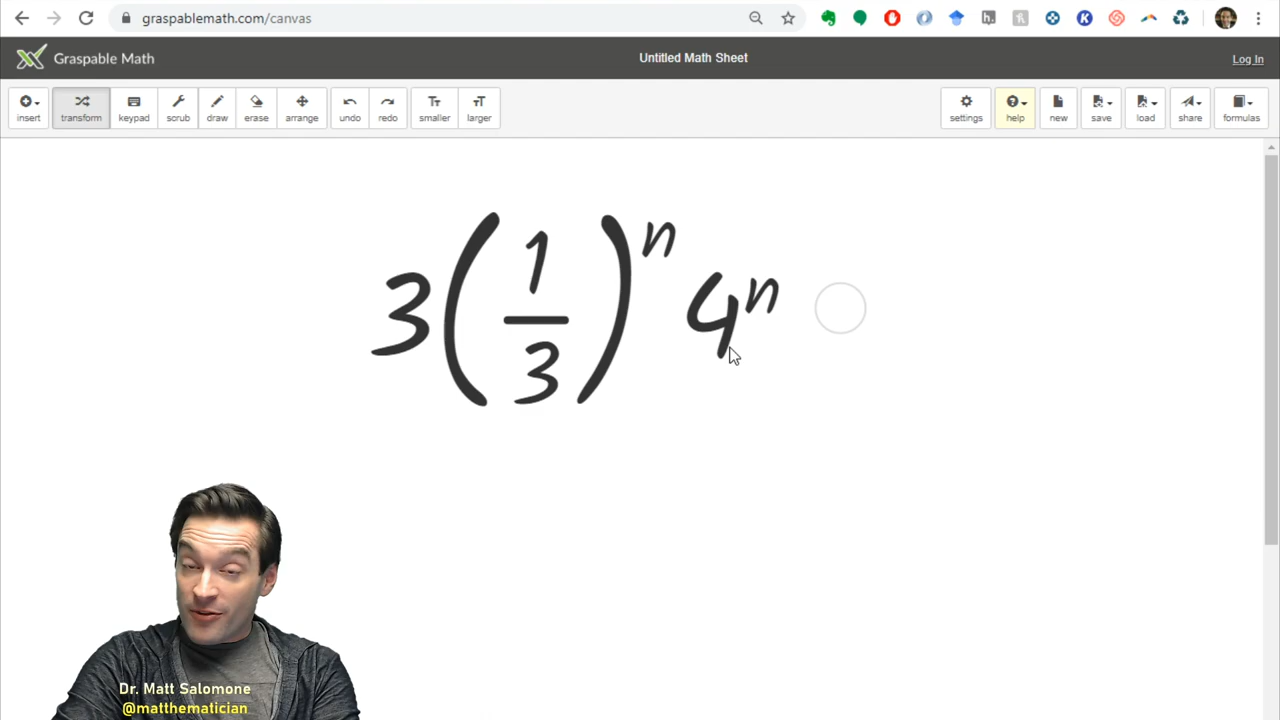 graspablemath.com/canvas
Graspable Math
Untitled Math Sheet
Log In
insert transform keypad scrub draw erase arrange undo redo smaller larger settings help new save load share formulas
3(1/3)^n 4^n
Dr. Matt Salomone
@matthematician